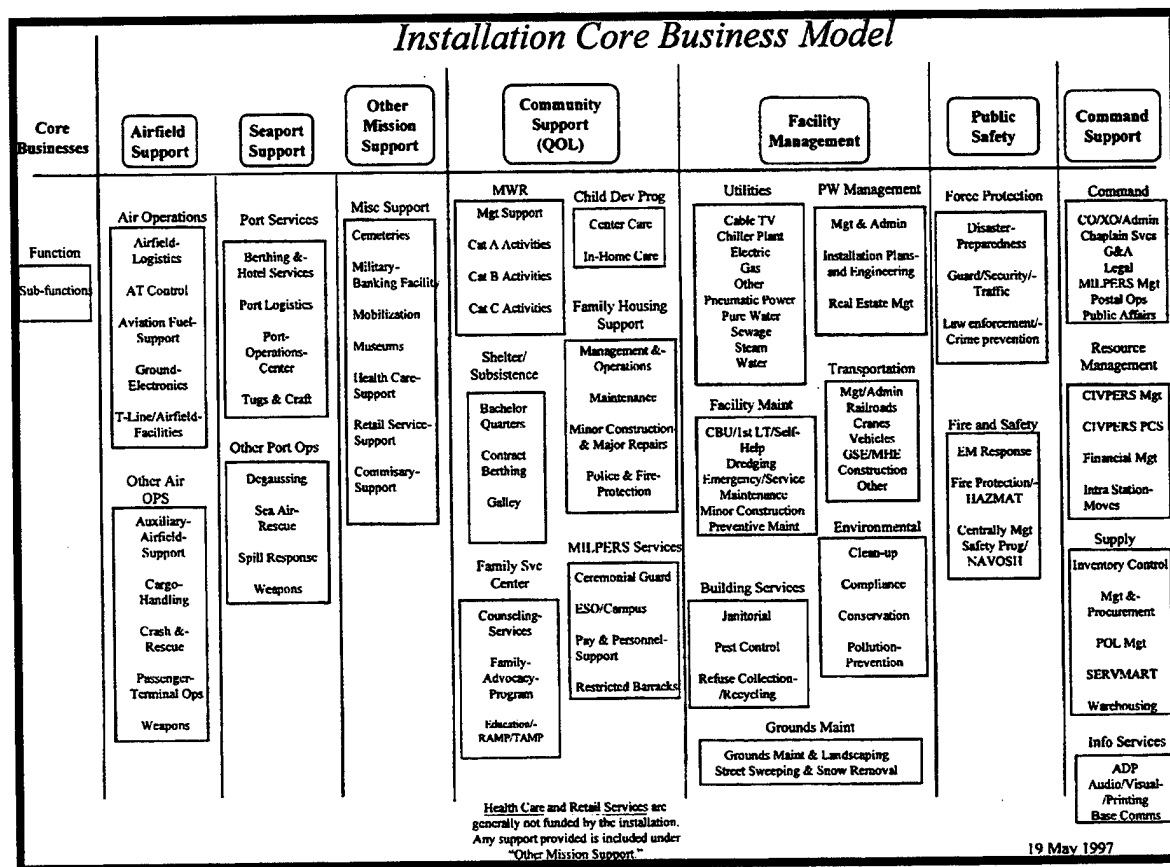 Installation Core Business Model
Core
Businesses
Airfield
Support
Seaport
Support
Other
Mission
Support
Community
Support
(QOL)
Facility
Management
Public
Safety
Command
Support
Function
Sub-functions
Air Operations
Airfield-
Logistics
AT Control
Aviation Fuel-
Support
Ground-
Electronics
T-Line/Airfield-
Facilities
Other Air
OPS
Auxiliary-
Airfield-
Support
Cargo-
Handling
Crash &-
Rescue
Passenger-
Terminal Ops
Weapons
Port Services
Berthing &-
Hotel Services
Port Logistics
Port-
Operations-
Center
Tugs & Craft
Other Port Ops
Degaussing
Sea Air-
Rescue
Spill Response
Weapons
Misc Support
Cemeteries
Military-
Banking Facility
Mobilization
Museums
Health Care-
Support
Retail Service-
Support
Commisary-
Support
MWR
Mgt Support
Cat A Activities
Cat B Activities
Cat C Activities
Shelter/
Subsistence
Bachelor
Quarters
Contract
Berthing
Galley
Family Svc
Center
Counseling-
Services
Family-
Advocacy-
Program
Education/-
RAMP/TAMP
Child Dev Prog
Center Care
In-Home Care
Family Housing
Support
Management &-
Operations
Maintenance
Minor Construction
& Major Repairs
Police & Fire-
Protection
MILPERS Services
Ceremonial Guard
ESO/Campus
Pay & Personnel-
Support
Restricted Barracks
Utilities
Cable TV
Chiller Plant
Electric
Gas
Other
Pneumatic Power
Pure Water
Sewage
Steam
Water
Facility Maint
CBU/1st LT/Self-
Help
Dredging
Emergency/Service
Maintenance
Minor Construction
Preventive Maint
Building Services
Janitorial
Pest Control
Refuse Collection-
/Recycling
PW Management
Mgt & Admin
Installation Plans-
and Engineering
Real Estate Mgt
Transportation
Mgt/Admin
Railroads
Cranes
Vehicles
GSE/MHE
Construction
Other
Environmental
Clean-up
Compliance
Conservation
Pollution-
Prevention
Grounds Maint
Grounds Maint & Landscaping
Street Sweeping & Snow Removal
Force Protection
Disaster-
Preparedness
Guard/Security/-
Traffic
Law enforcement/-
Crime prevention
Fire and Safety
EM Response
Fire Protection/-
HAZMAT
Centrally Mgt
Safety Prog/
NAVOSH
Command
CO/XO/Admin
Chaplain Svcs
G&A
Legal
MILPERS Mgt
Postal Ops
Public Affairs
Resource
Management
CIVPERS Mgt
CIVPERS PCS
Financial Mgt
Intra Station-
Moves
Supply
Inventory Control
Mgt &-
Procurement
POL Mgt
SERVMART
Warehousing
Info Services
ADP
Audio/Visual-
/Printing
Base Comms
Health Care and Retail Services are
generally not funded by the installation.
Any support provided is included under
"Other Mission Support."
19 May 1997